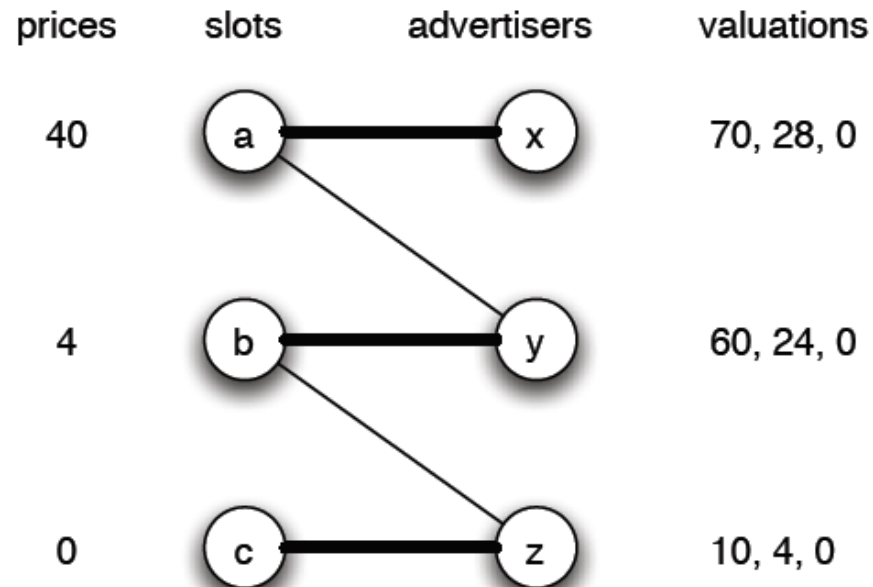 prices slots advertisers valuations
40 a x 70, 28, 0
4 b y 60, 24, 0
0 c z 10, 4, 0